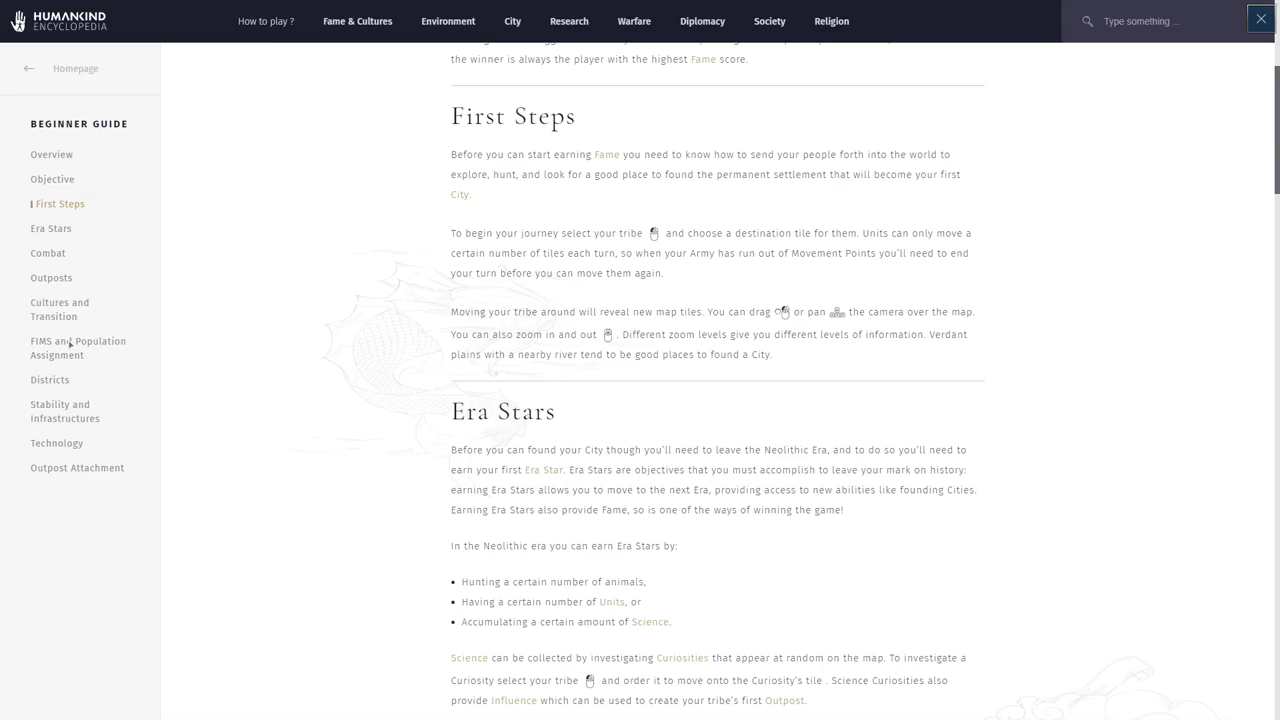 HUMANKIND
ENCYCLOPEDIA
How to play ?
Fame & Cultures
Environment
City
Research
Warfare
Diplomacy
Society
Religion
Type something ...
Homepage
BEGINNER GUIDE
Overview
Objective
First Steps
Era Stars
Combat
Outposts
Cultures and
Transition
FIMS and Population
Assignment
Districts
Stability and
Infrastructures
Technology
Outpost Attachment
the winner is always the player with the highest Fame score.
First Steps
Before you can start earning Fame you need to know how to send your people forth into the world to
explore, hunt, and look for a good place to found the permanent settlement that will become your first
City.
To begin your journey select your tribe and choose a destination tile for them. Units can only move a
certain number of tiles each turn, so when your Army has run out of Movement Points you’ll need to end
your turn before you can move them again.
Moving your tribe around will reveal new map tiles. You can drag or pan the camera over the map.
You can also zoom in and out . Different zoom levels give you different levels of information. Verdant
plains with a nearby river tend to be good places to found a City.
Era Stars
Before you can found your City though you’ll need to leave the Neolithic Era, and to do so you’ll need to
earn your first Era Star. Era Stars are objectives that you must accomplish to leave your mark on history:
earning Era Stars allows you to move to the next Era, providing access to new abilities like founding Cities.
Earning Era Stars also provide Fame, so is one of the ways of winning the game!
In the Neolithic era you can earn Era Stars by:
• Hunting a certain number of animals,
• Having a certain number of Units, or
• Accumulating a certain amount of Science.
Science can be collected by investigating Curiosities that appear at random on the map. To investigate a
Curiosity select your tribe and order it to move onto the Curiosity’s tile . Science Curiosities also
provide Influence which can be used to create your tribe’s first Outpost.